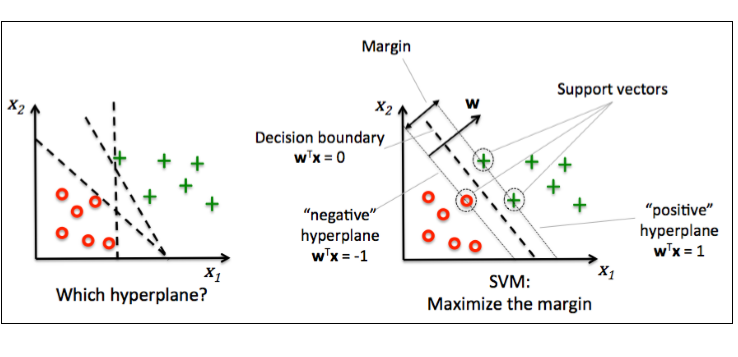 x₂
x₁
Which hyperplane?
Margin
x₂
w
Support vectors
Decision boundary
wᵀx = 0
“negative”
hyperplane
wᵀx = -1
“positive”
hyperplane
wᵀx = 1
x₁
SVM:
Maximize the margin